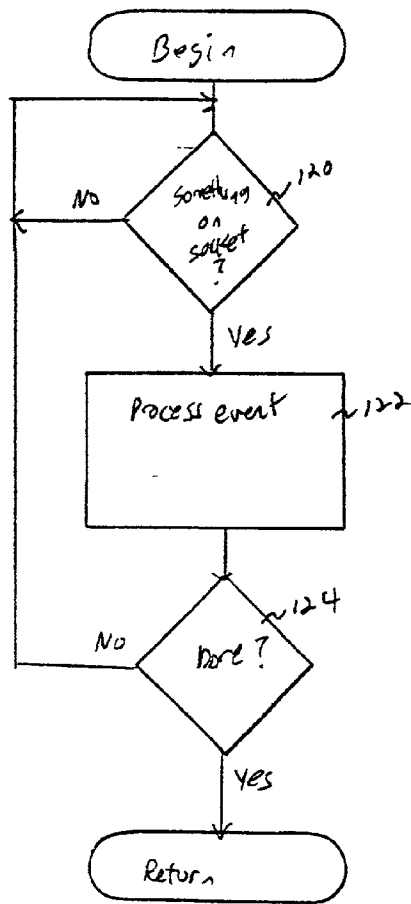 Begin
Something
on
socket
?
120
No
Yes
Process event
122
Done?
124
No
Yes
Return